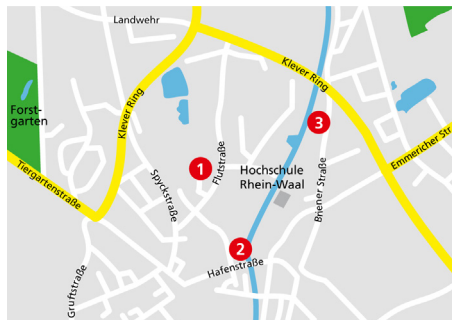 Landwehr
Klever Ring
Klever Ring
Forst-
garten
Tiergartenstraße
Spyckstraße
Flutstraße
Hochschule
Rhein-Waal
Briener Straße
Emmericher Str
Gruftstraße
Hafenstraße
1
2
3